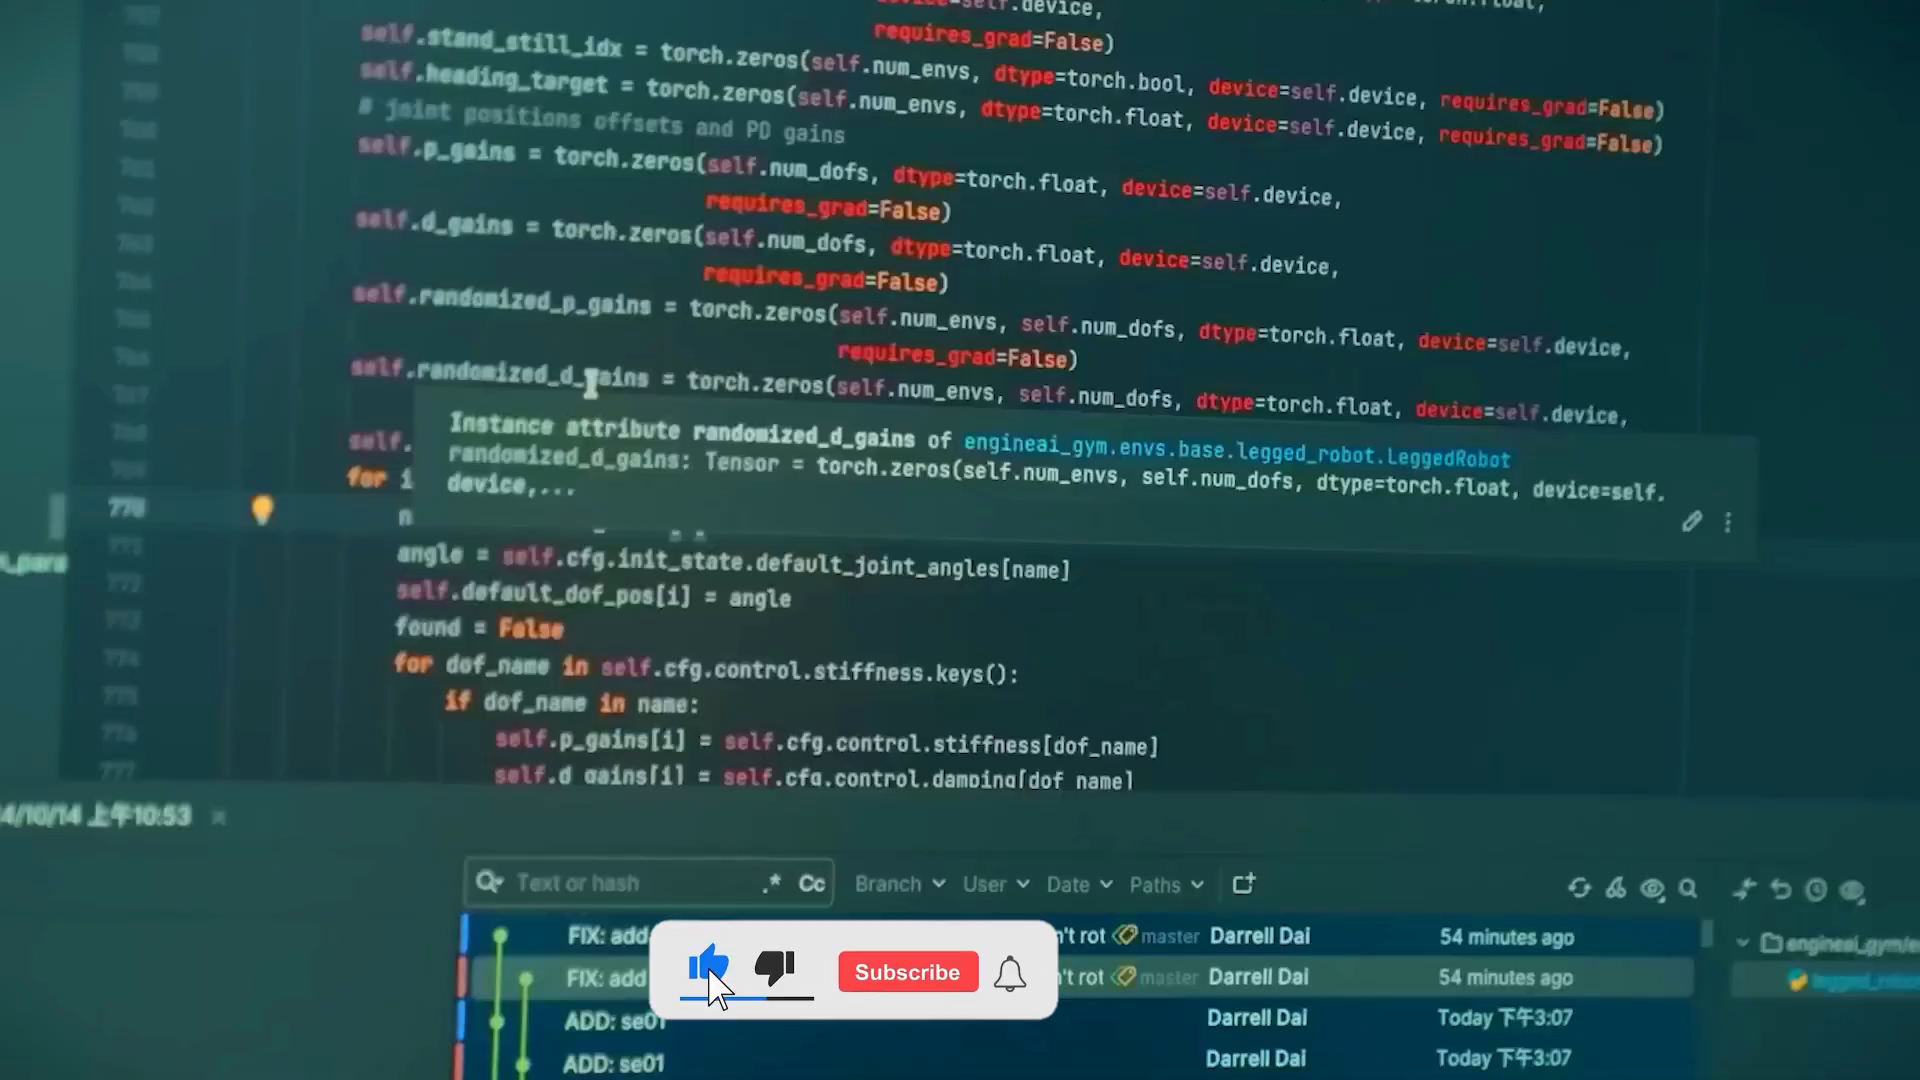 self.device,
requires_grad=False)
self.stand_still_idx = torch.zeros(self.num_envs, dtype=torch.bool, device=self.device, requires_grad=False)
self.heading_target = torch.zeros(self.num_envs, dtype=torch.float, device=self.device, requires_grad=False)
# joint positions offsets and PD gains
self.p_gains = torch.zeros(self.num_dofs, dtype=torch.float, device=self.device,
requires_grad=False)
self.d_gains = torch.zeros(self.num_dofs, dtype=torch.float, device=self.device,
requires_grad=False)
self.randomized_p_gains = torch.zeros(self.num_envs, self.num_dofs, dtype=torch.float, device=self.device,
requires_grad=False)
self.randomized_d_gains = torch.zeros(self.num_envs, self.num_dofs, dtype=torch.float, device=self.device,
Instance attribute randomized_d_gains of engineai_gym.envs.base.legged_robot.LeggedRobot
randomized_d_gains: Tensor = torch.zeros(self.num_envs, self.num_dofs, dtype=torch.float, device=self.
device,...
self.
for i
n
770
angle = self.cfg.init_state.default_joint_angles[name]
self.default_dof_pos[i] = angle
found = False
for dof_name in self.cfg.control.stiffness.keys():
if dof_name in name:
self.p_gains[i] = self.cfg.control.stiffness[dof_name]
self.d_gains[i] = self.cfg.control.damping[dof_name]
4/10/14 上午10:53
Text or hash .* Cc Branch User Date Paths
FIX: add 't rot master Darrell Dai 54 minutes ago
FIX: add 't rot master Darrell Dai 54 minutes ago
ADD: se01 Darrell Dai Today 下午3:07
ADD: se01 Darrell Dai Today 下午3:07
engineai_gym/e
Subscribe